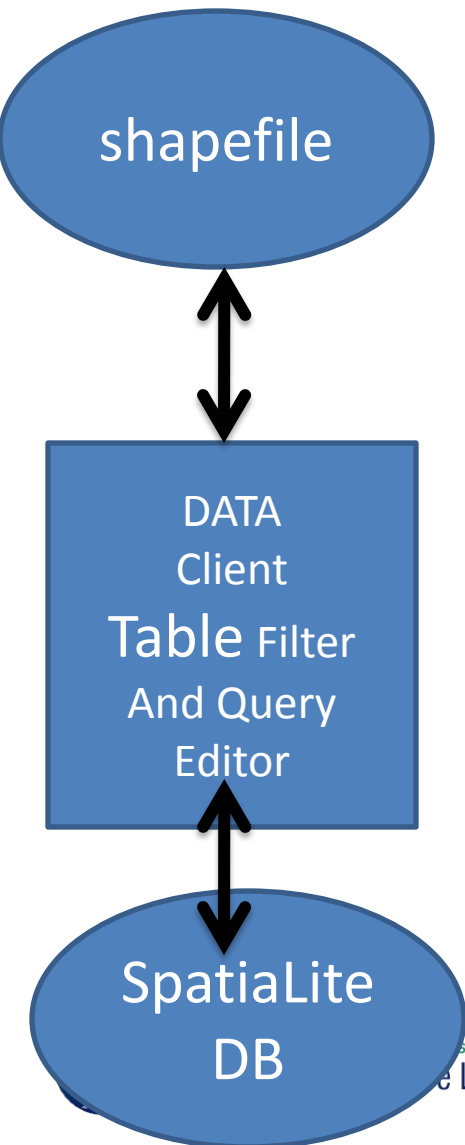 shapefile
DATA
Client
Table Filter
And Query
Editor
SpatiaLite
DB